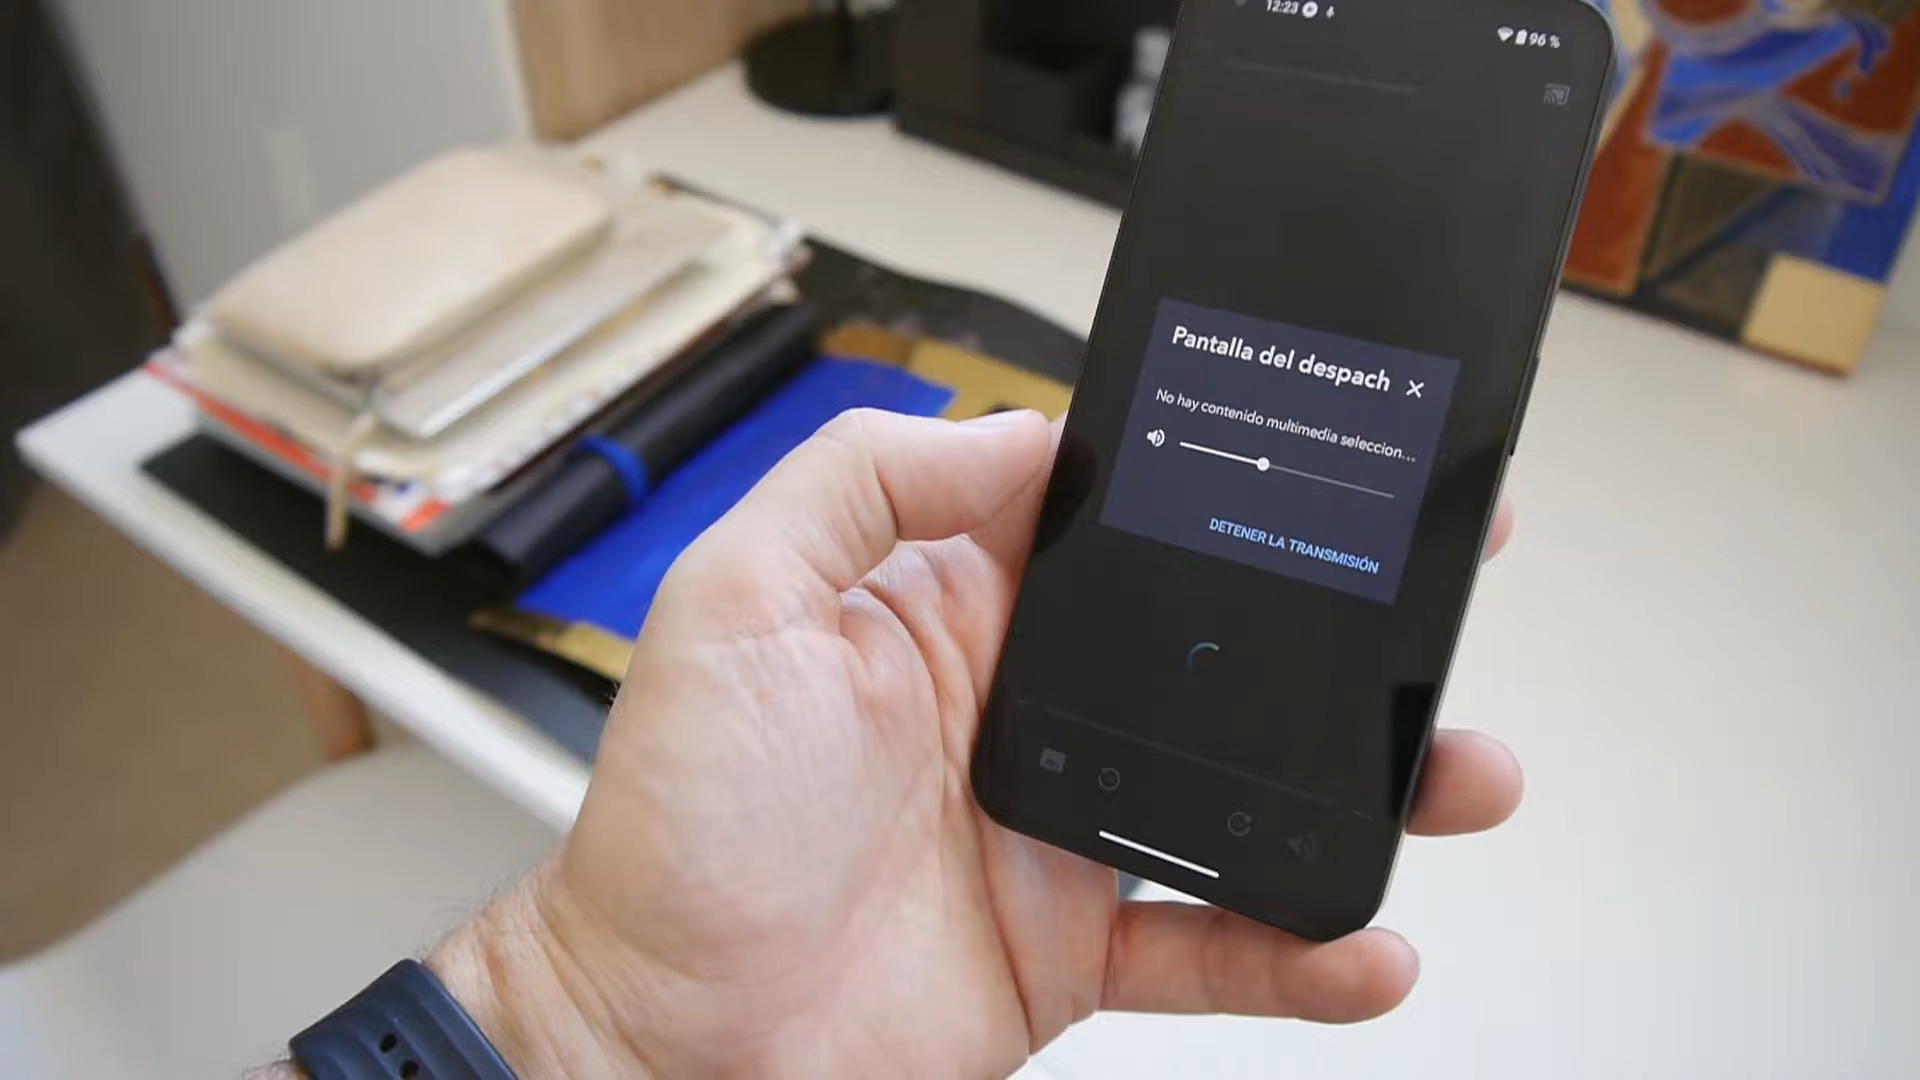 12:23
96 %
Pantalla del despach
No hay contenido multimedia seleccion...
DETENER LA TRANSMISIÓN